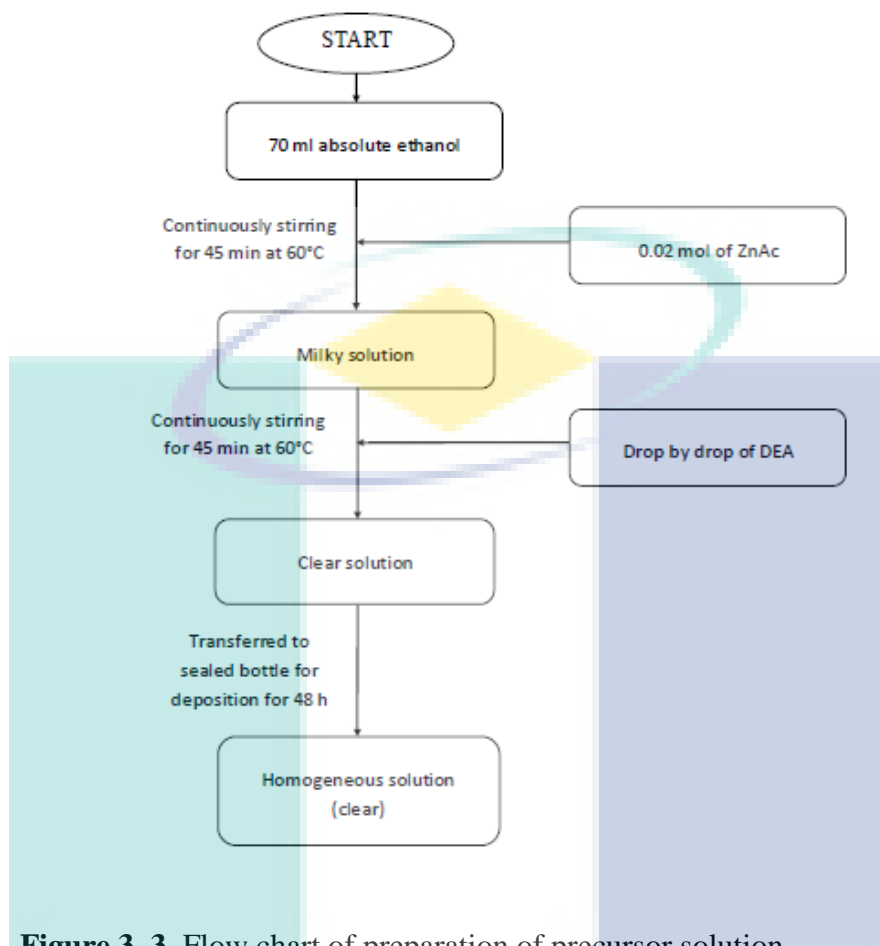 START
70 ml absolute ethanol
Continuously stirring
for 45 min at 60°C
0.02 mol of ZnAc
Milky solution
Continuously stirring
for 45 min at 60°C
Drop by drop of DEA
Clear solution
Transferred to
sealed bottle for
deposition for 48 h
Homogeneous solution
(clear)
Figure 3. 3 Flow chart of preparation of precursor solution